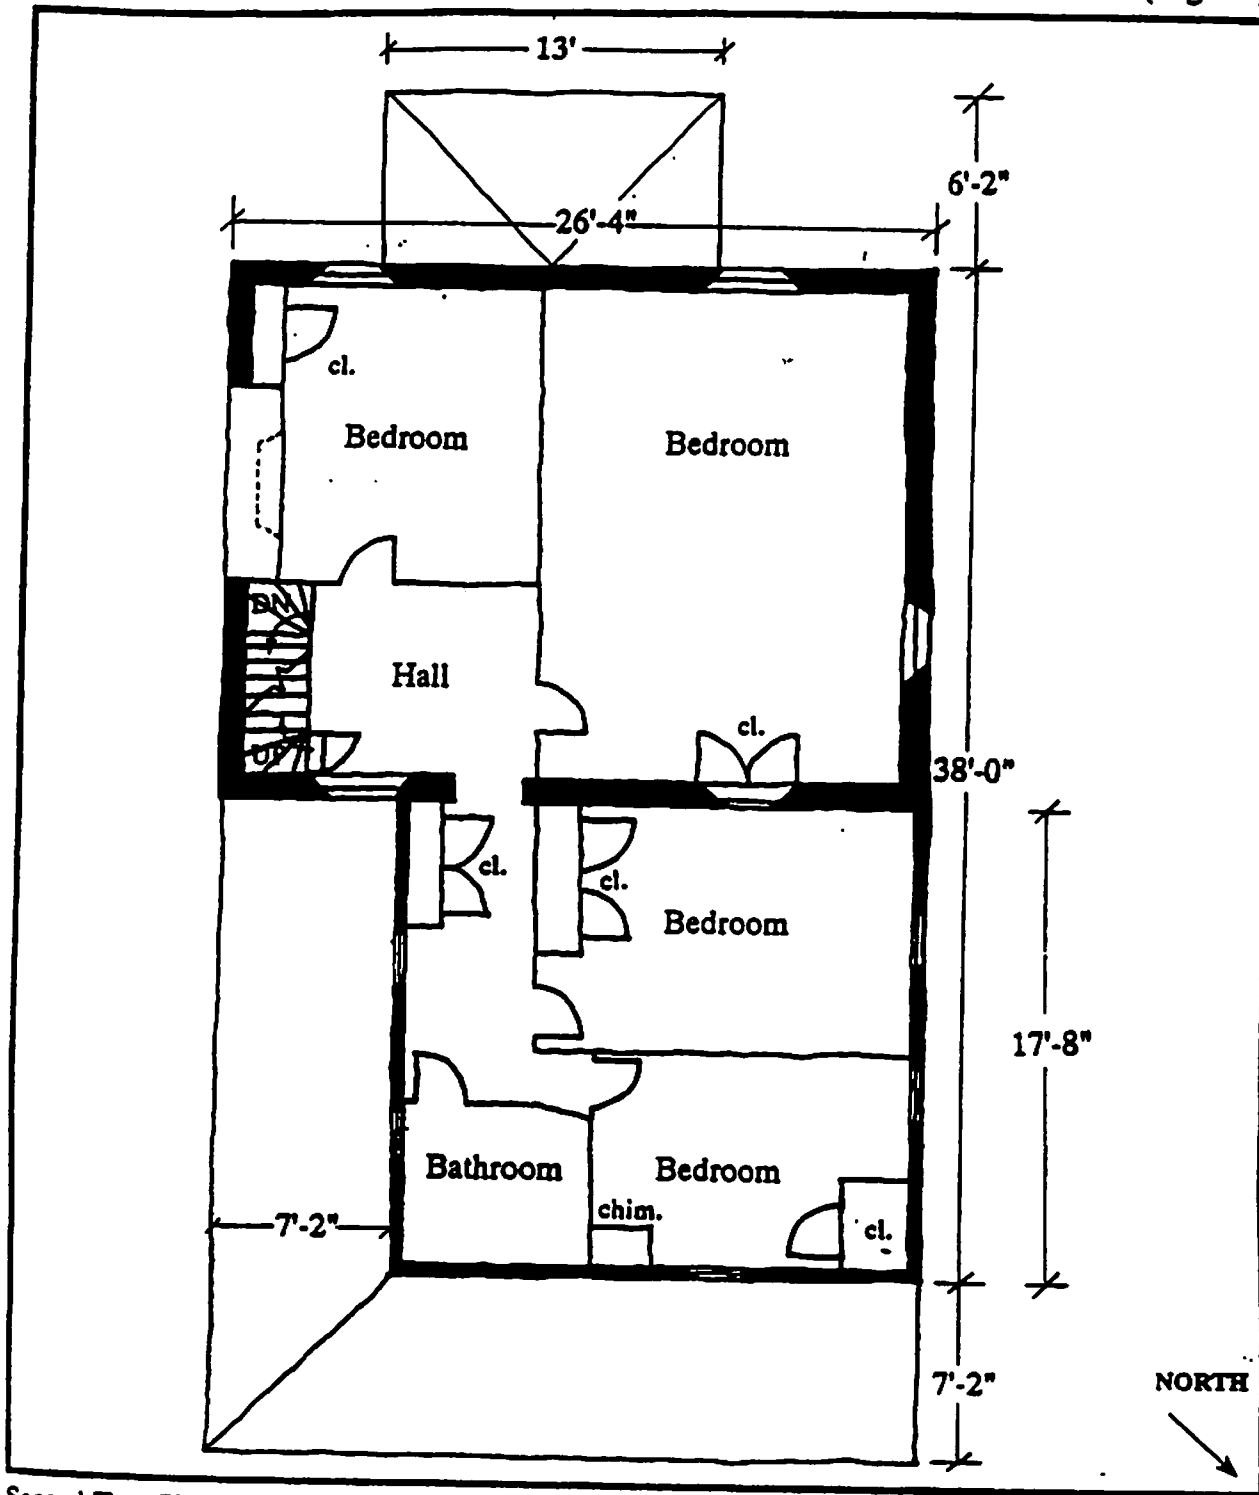 13'
6'-2"
26'-4"
cl.
Bedroom
Bedroom
DN
Hall
UP
cl.
38'-0"
cl.
cl.
Bedroom
17'-8"
Bathroom
Bedroom
chim.
cl.
7'-2"
7'-2"
NORTH